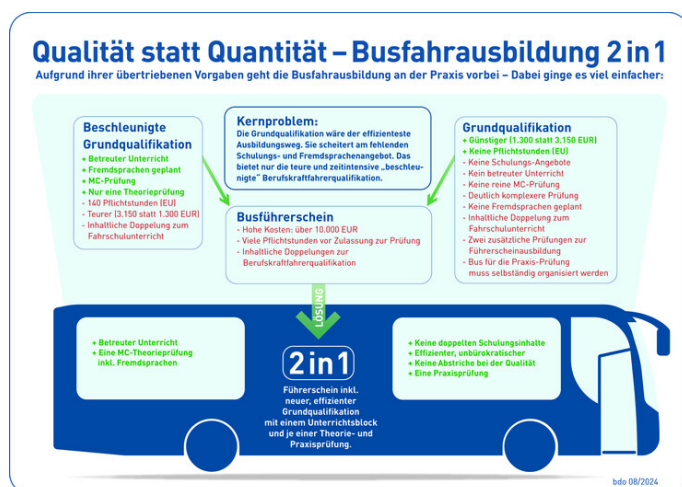 Qualität statt Quantität – Busfahrausbildung 2 in 1
Aufgrund ihrer übertriebenen Vorgaben geht die Busfahrausbildung an der Praxis vorbei – Dabei ginge es viel einfacher:
Beschleunigte
Grundqualifikation
+ Betreuter Unterricht
+ Fremdsprachen geplant
+ MC-Prüfung
+ Nur eine Theorieprüfung
- 140 Pflichtstunden (EU)
- Teurer (3.150 statt 1.300 EUR)
- Inhaltliche Doppelung zum
Fahrschulunterricht
Kernproblem:
Die Grundqualifikation wäre der effizienteste
Ausbildungsweg. Sie scheitert am fehlenden
Schulungs- und Fremdsprachenangebot. Das
bietet nur die teure und zeitintensive „beschleu-
nigte“ Berufskraftfahrerqualifikation.
Grundqualifikation
+ Günstiger (1.300 statt 3.150 EUR)
+ Keine Pflichtstunden (EU)
- Keine Schulungs-Angebote
- Kein betreuter Unterricht
- Keine reine MC-Prüfung
- Deutlich komplexere Prüfung
- Keine Fremdsprachen geplant
- Inhaltliche Doppelung zum
Fahrschulunterricht
- Zwei zusätzliche Prüfungen zur
Führerscheinausbildung
- Bus für die Praxis-Prüfung
muss selbständig organisiert werden
Busführerschein
- Hohe Kosten: über 10.000 EUR
- Viele Pflichtstunden vor Zulassung zur Prüfung
- Inhaltliche Doppelungen zur
Berufskraftfahrerqualifikation
LÖSUNG
+ Betreuter Unterricht
+ Eine MC-Theorieprüfung
inkl. Fremdsprachen
2 in 1
Führerschein inkl.
neuer, effizienter
Grundqualifikation
mit einem Unterrichtsblock
und je einer Theorie- und
Praxisprüfung.
+ Keine doppelten Schulungsinhalte
+ Effizienter, unbürokratischer
+ Keine Abstriche bei der Qualität
+ Eine Praxisprüfung
bdo 08/2024